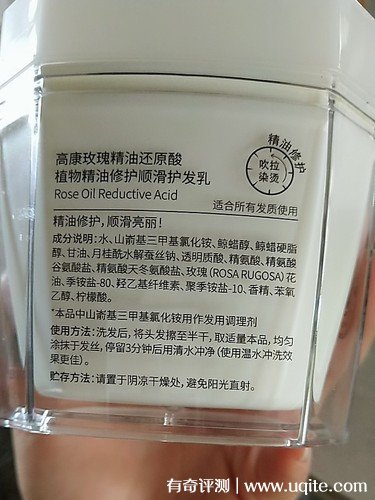 高康玫瑰精油还原酸
植物精油修护顺滑护发乳
Rose Oil Reductive Acid
精油修护
吹拉
染烫
适合所有发质使用
精油修护，顺滑亮丽！
成分说明：水、山嵛基三甲基氯化铵、鲸蜡醇、鲸蜡硬脂
醇、甘油、月桂酰水解蚕丝钠、透明质酸、精氨酸、精氨酸
谷氨酸盐、精氨酸天冬氨酸盐、玫瑰 (ROSA RUGOSA) 花
油、季铵盐-80、羟乙基纤维素、聚季铵盐-10、香精、苯氧
乙醇、柠檬酸。
*本品中山嵛基三甲基氯化铵用作发用调理剂
使用方法：洗发后，将头发擦至半干，取适量本品，均匀
涂抹于发丝，停留3分钟后用清水冲净 (使用温水冲洗效
果更佳) 。
贮存方法：请置于阴凉干燥处，避免阳光直射。
有奇评测 | www.uqite.com